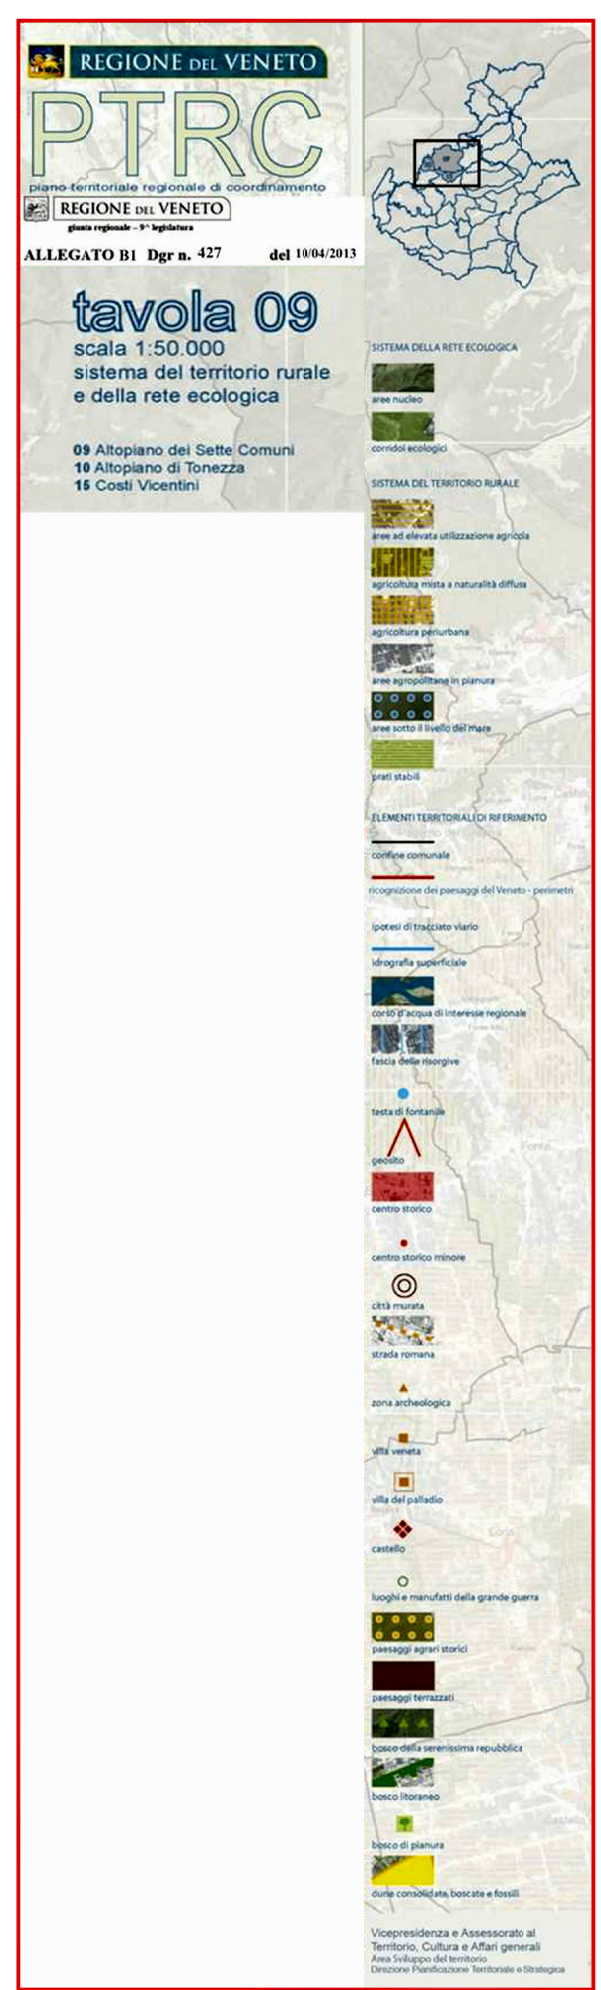 REGIONE DEL VENETO
PTRC
piano territoriale regionale di coordinamento
REGIONE DEL VENETO
giunta regionale – 9^ legislatura
ALLEGATO B1 Dgr n. 427 del 10/04/2013
tavola 09
scala 1:50.000
sistema del territorio rurale
e della rete ecologica
09 Altopiano dei Sette Comuni
10 Altopiano di Tonezza
15 Costi Vicentini
SISTEMA DELLA RETE ECOLOGICA
aree nucleo
corridoi ecologici
SISTEMA DEL TERRITORIO RURALE
aree ad elevata utilizzazione agricola
agricoltura mista a naturalità diffusa
agricoltura periurbana
aree agropolitane in pianura
aree sotto il livello del mare
prati stabili
ELEMENTI TERRITORIALI DI RIFERIMENTO
confine comunale
ricognizione dei paesaggi del Veneto - perimetri
ipotesi di tracciato viario
idrografia superficiale
corso d'acqua di interesse regionale
fascia delle risorgive
testa di fontanile
geosito
centro storico
centro storico minore
città murata
strada romana
zona archeologica
villa veneta
villa del palladio
castello
luoghi e manufatti della grande guerra
paesaggi agrari storici
paesaggi terrazzati
bosco della serenissima repubblica
bosco litoraneo
bosco di pianura
dune consolidate, boscate e fossili
Vicepresidenza e Assessorato al
Territorio, Cultura e Affari generali
Area Sviluppo del territorio
Direzione Pianificazione Territoriale e Strategica